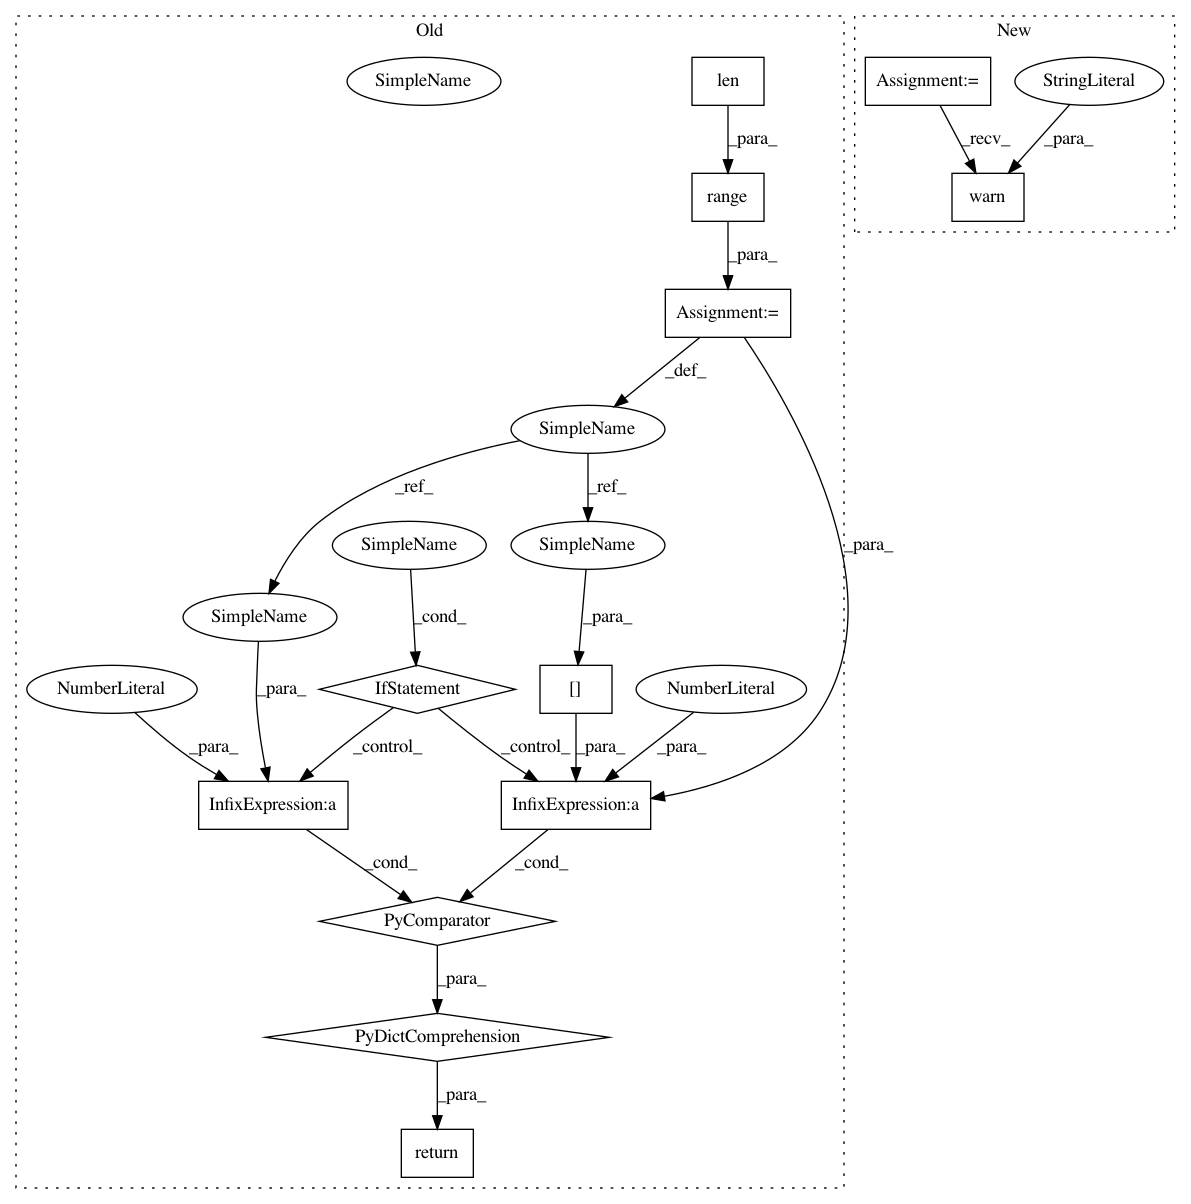 Old
New
SimpleName
len
Assignment:=
StringLiteral
_para_
_recv_
_para_
range
warn
_para_
Assignment:=
_def_
SimpleName
_ref_
_ref_
SimpleName
SimpleName
_para_
_cond_
_para_
SimpleName
NumberLiteral
_para_
IfStatement
[]
NumberLiteral
_para_
_control_
_control_
_para_
_para_
InfixExpression:a
InfixExpression:a
_cond_
_cond_
PyComparator
_para_
PyDictComprehension
_para_
return